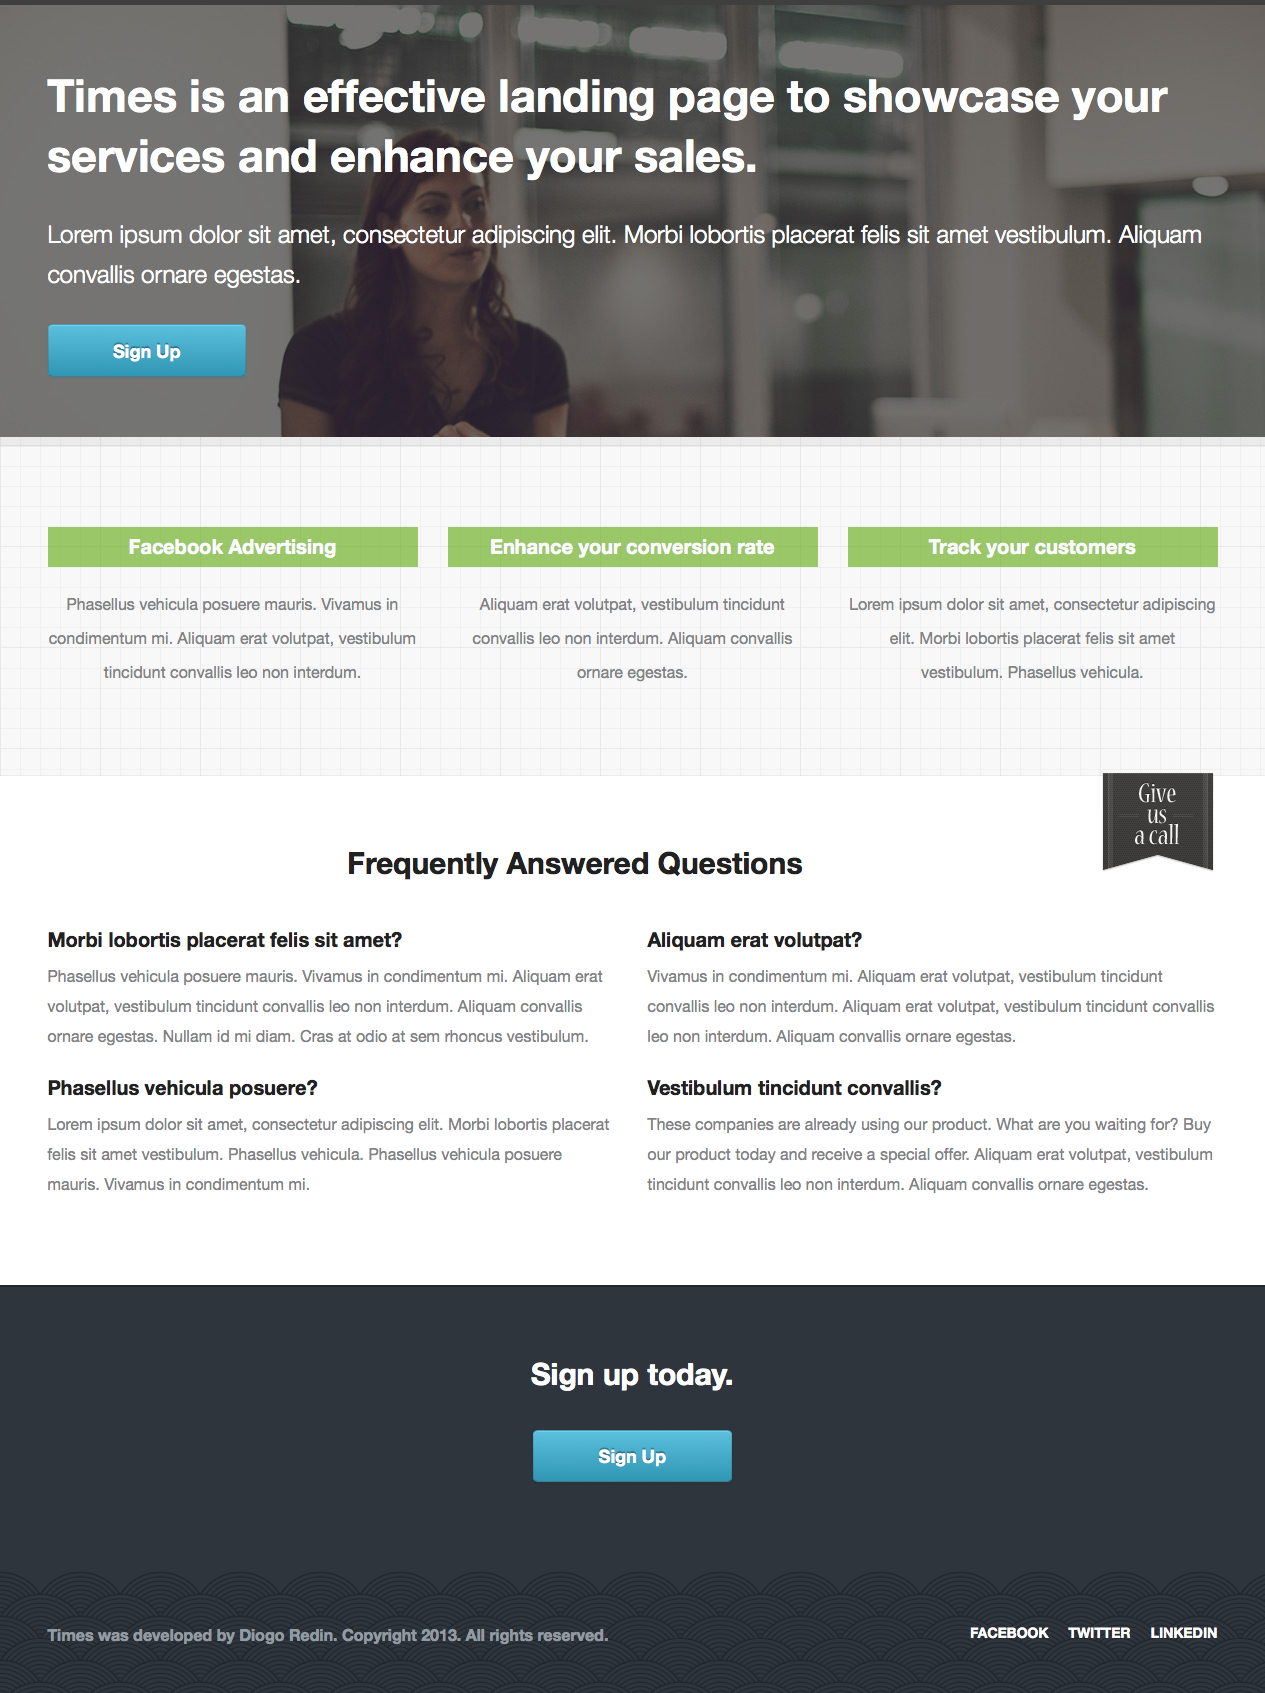 Times is an effective landing page to showcase your
services and enhance your sales.
Lorem ipsum dolor sit amet, consectetur adipiscing elit. Morbi lobortis placerat felis sit amet vestibulum. Aliquam
convallis ornare egestas.
Sign Up
Facebook Advertising
Phasellus vehicula posuere mauris. Vivamus in
condimentum mi. Aliquam erat volutpat, vestibulum
tincidunt convallis leo non interdum.
Enhance your conversion rate
Aliquam erat volutpat, vestibulum tincidunt
convallis leo non interdum. Aliquam convallis
ornare egestas.
Track your customers
Lorem ipsum dolor sit amet, consectetur adipiscing
elit. Morbi lobortis placerat felis sit amet
vestibulum. Phasellus vehicula.
Give
us
a call
Frequently Answered Questions
Morbi lobortis placerat felis sit amet?
Phasellus vehicula posuere mauris. Vivamus in condimentum mi. Aliquam erat
volutpat, vestibulum tincidunt convallis leo non interdum. Aliquam convallis
ornare egestas. Nullam id mi diam. Cras at odio at sem rhoncus vestibulum.
Aliquam erat volutpat?
Vivamus in condimentum mi. Aliquam erat volutpat, vestibulum tincidunt
convallis leo non interdum. Aliquam erat volutpat, vestibulum tincidunt convallis
leo non interdum. Aliquam convallis ornare egestas.
Phasellus vehicula posuere?
Lorem ipsum dolor sit amet, consectetur adipiscing elit. Morbi lobortis placerat
felis sit amet vestibulum. Phasellus vehicula. Phasellus vehicula posuere
mauris. Vivamus in condimentum mi.
Vestibulum tincidunt convallis?
These companies are already using our product. What are you waiting for? Buy
our product today and receive a special offer. Aliquam erat volutpat, vestibulum
tincidunt convallis leo non interdum. Aliquam convallis ornare egestas.
Sign up today.
Sign Up
Times was developed by Diogo Redin. Copyright 2013. All rights reserved.
FACEBOOK TWITTER LINKEDIN